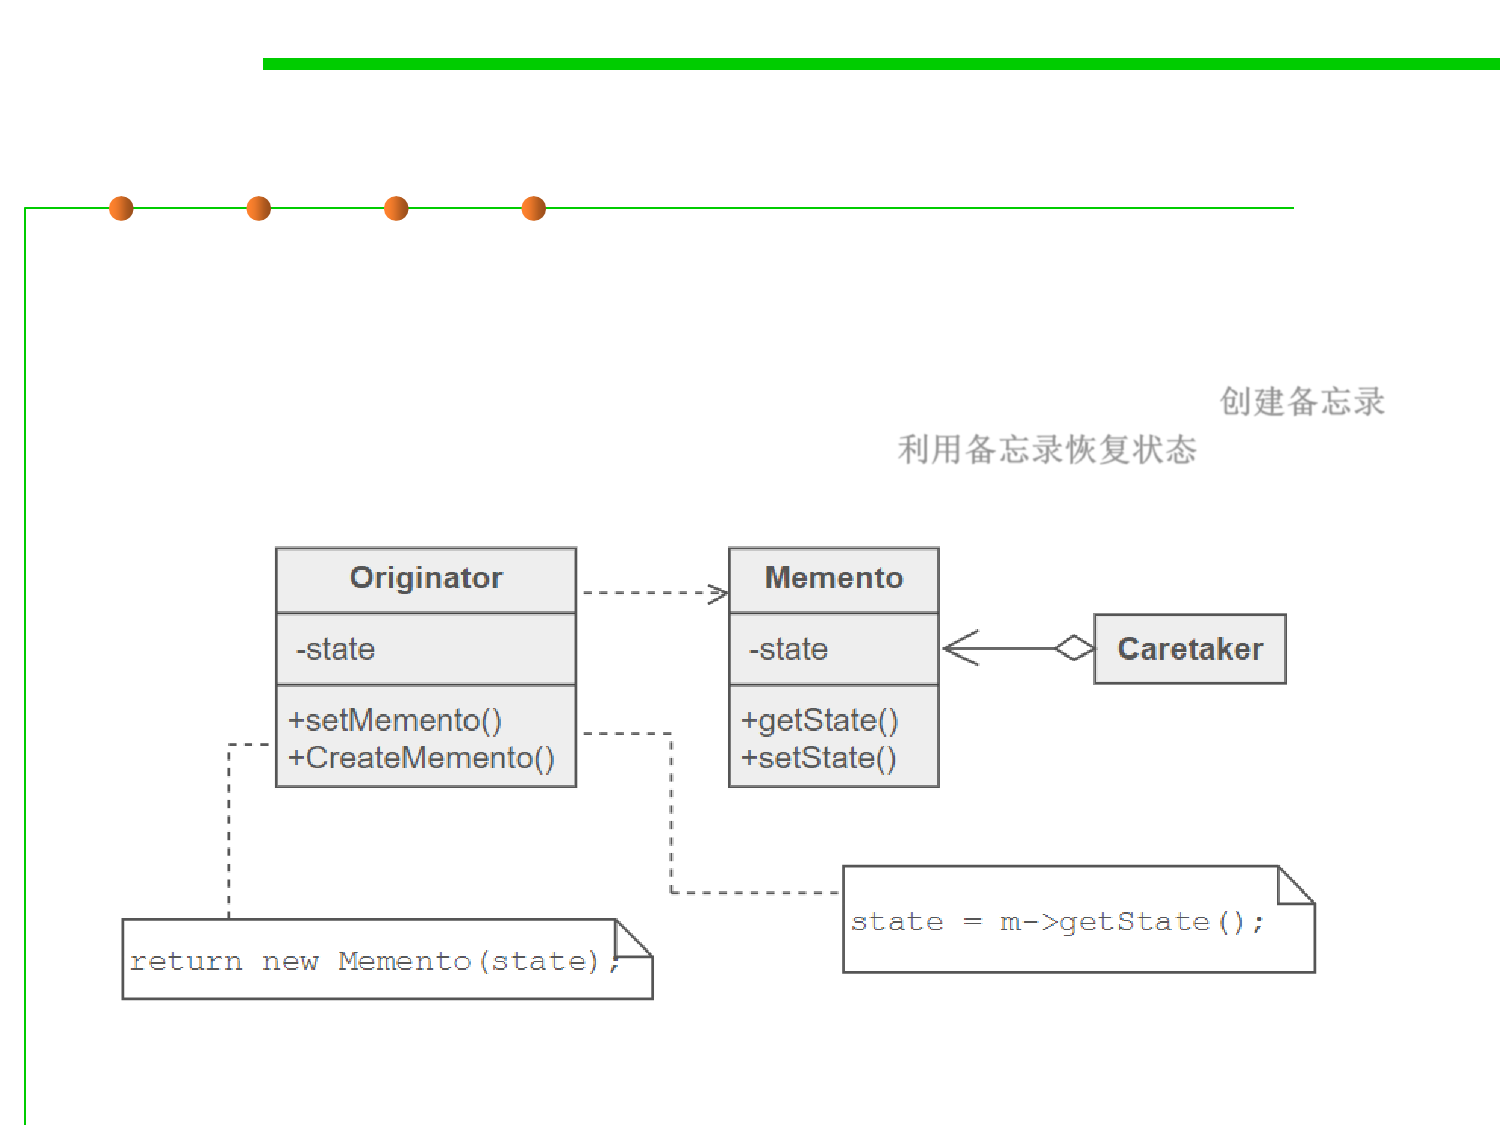 创建备忘录
利用备忘录恢复状态
Originator
-state
+setMemento()
+CreateMemento()
Memento
-state
+getState()
+setState()
Caretaker
return new Memento(state);
state = m->getState();